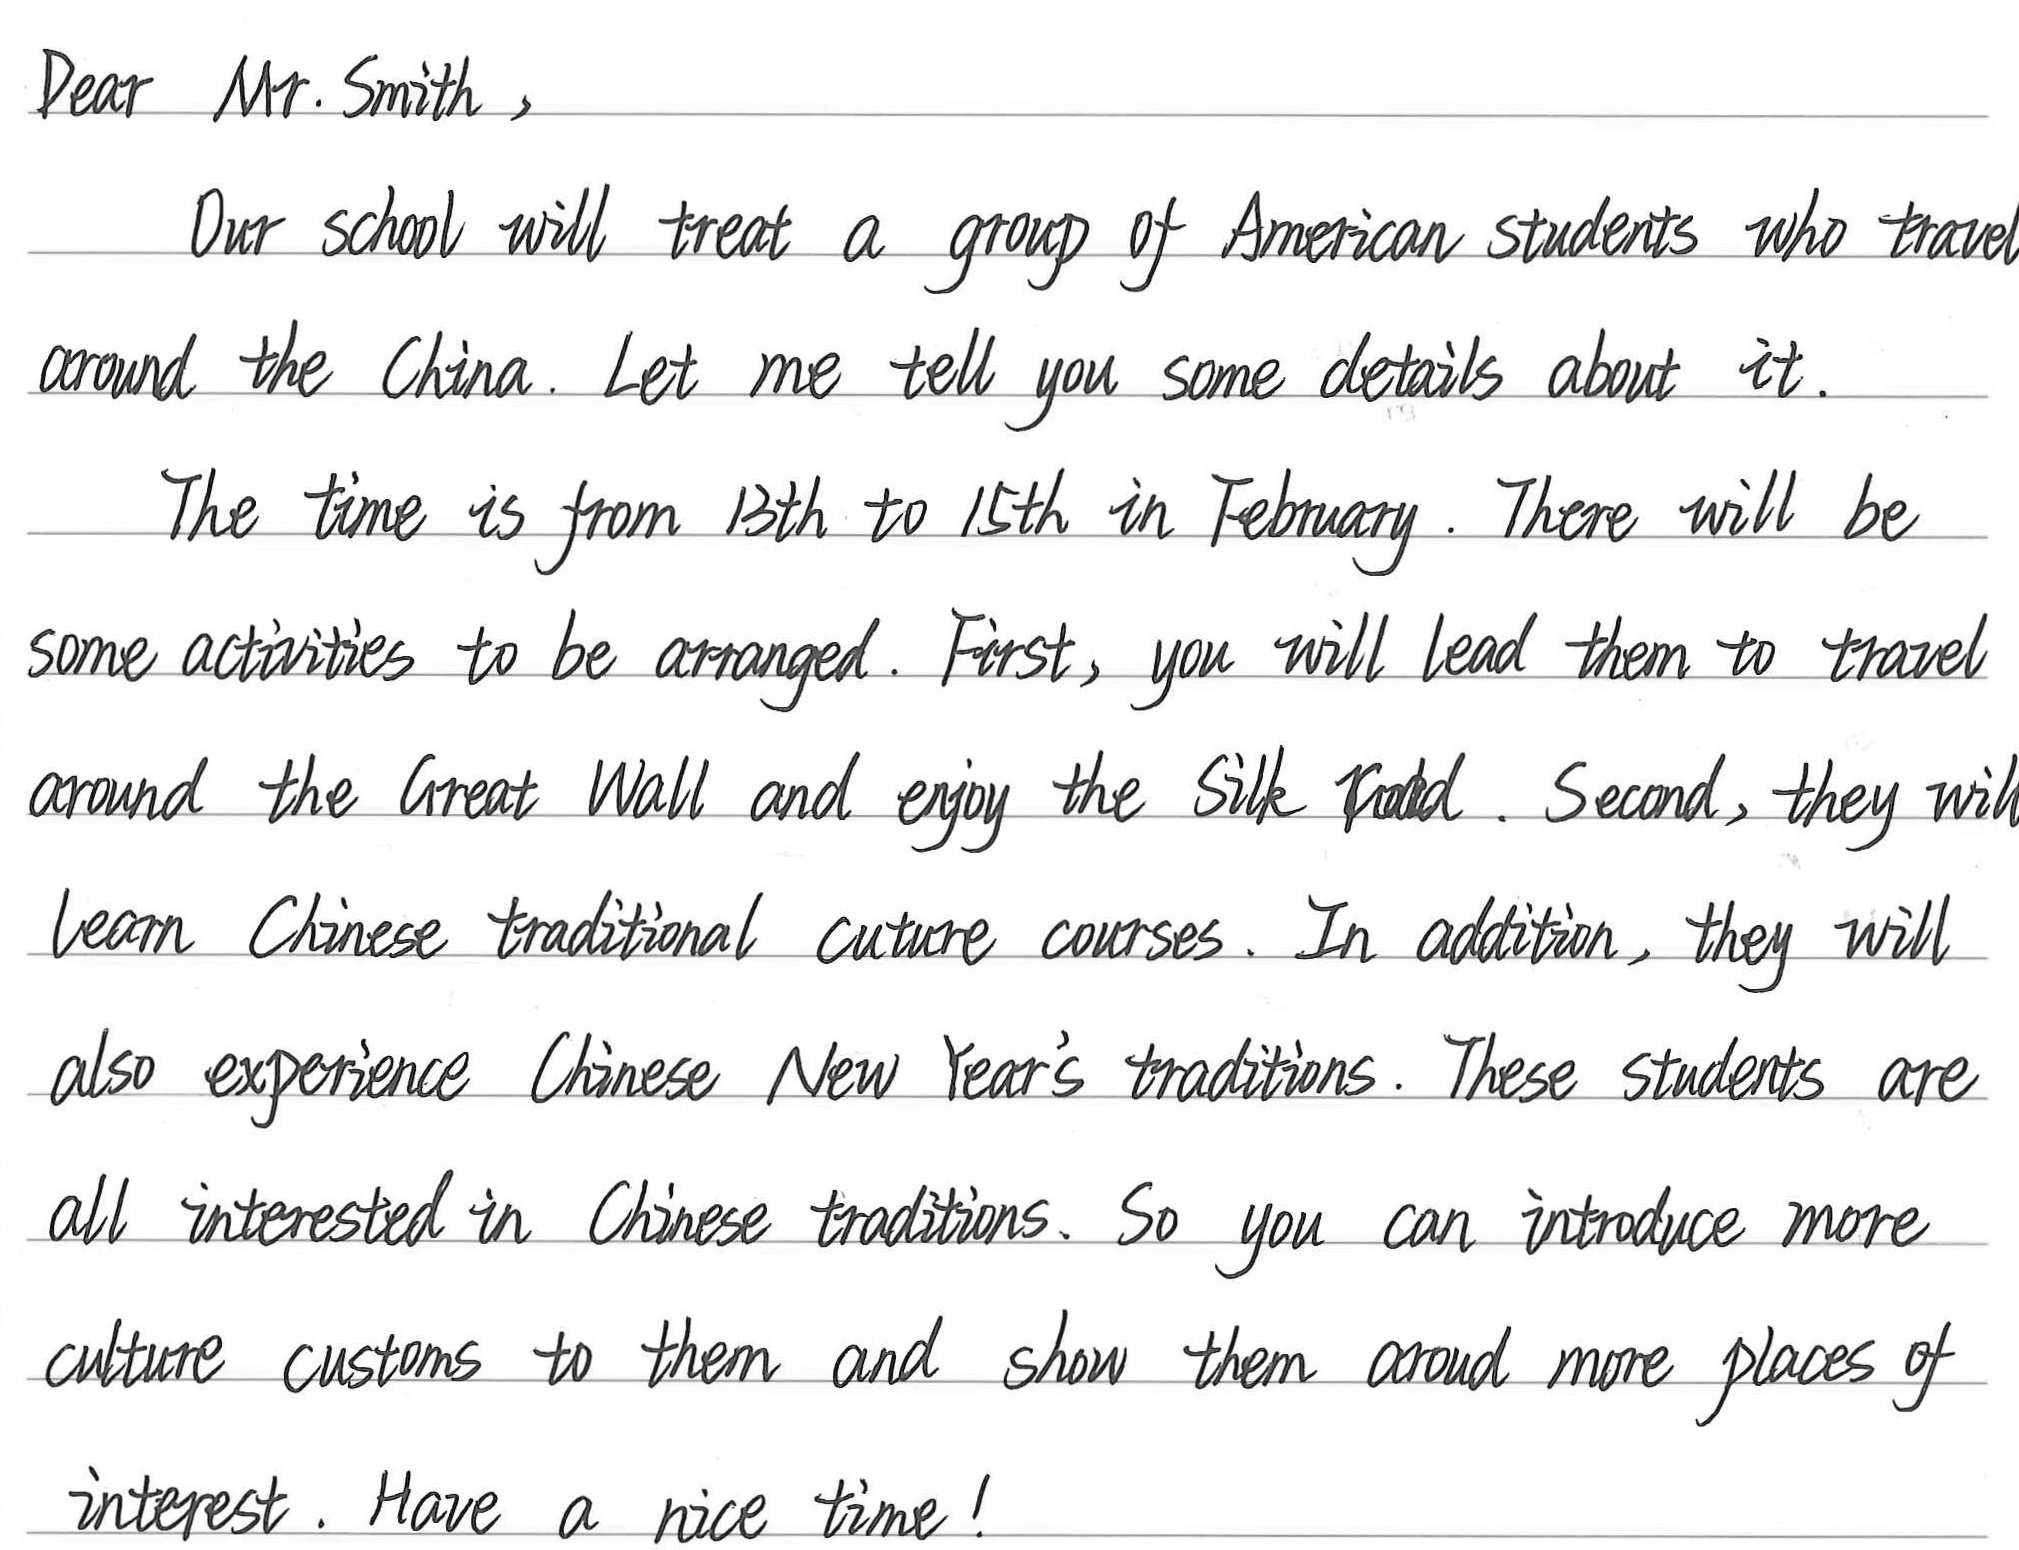 Dear Mr. Smith,
Our school will treat a group of American students who travel
around the China. Let me tell you some details about it.
The time is from 13th to 15th in February. There will be
some activities to be arranged. First, you will lead them to travel
around the Great Wall and enjoy the Silk Road. Second, they will
learn Chinese traditional cuture courses. In addition, they will
also experience Chinese New Year's traditions. These students are
all interested in Chinese traditions. So you can introduce more
culture customs to them and show them aroud more places of
interest. Have a nice time!